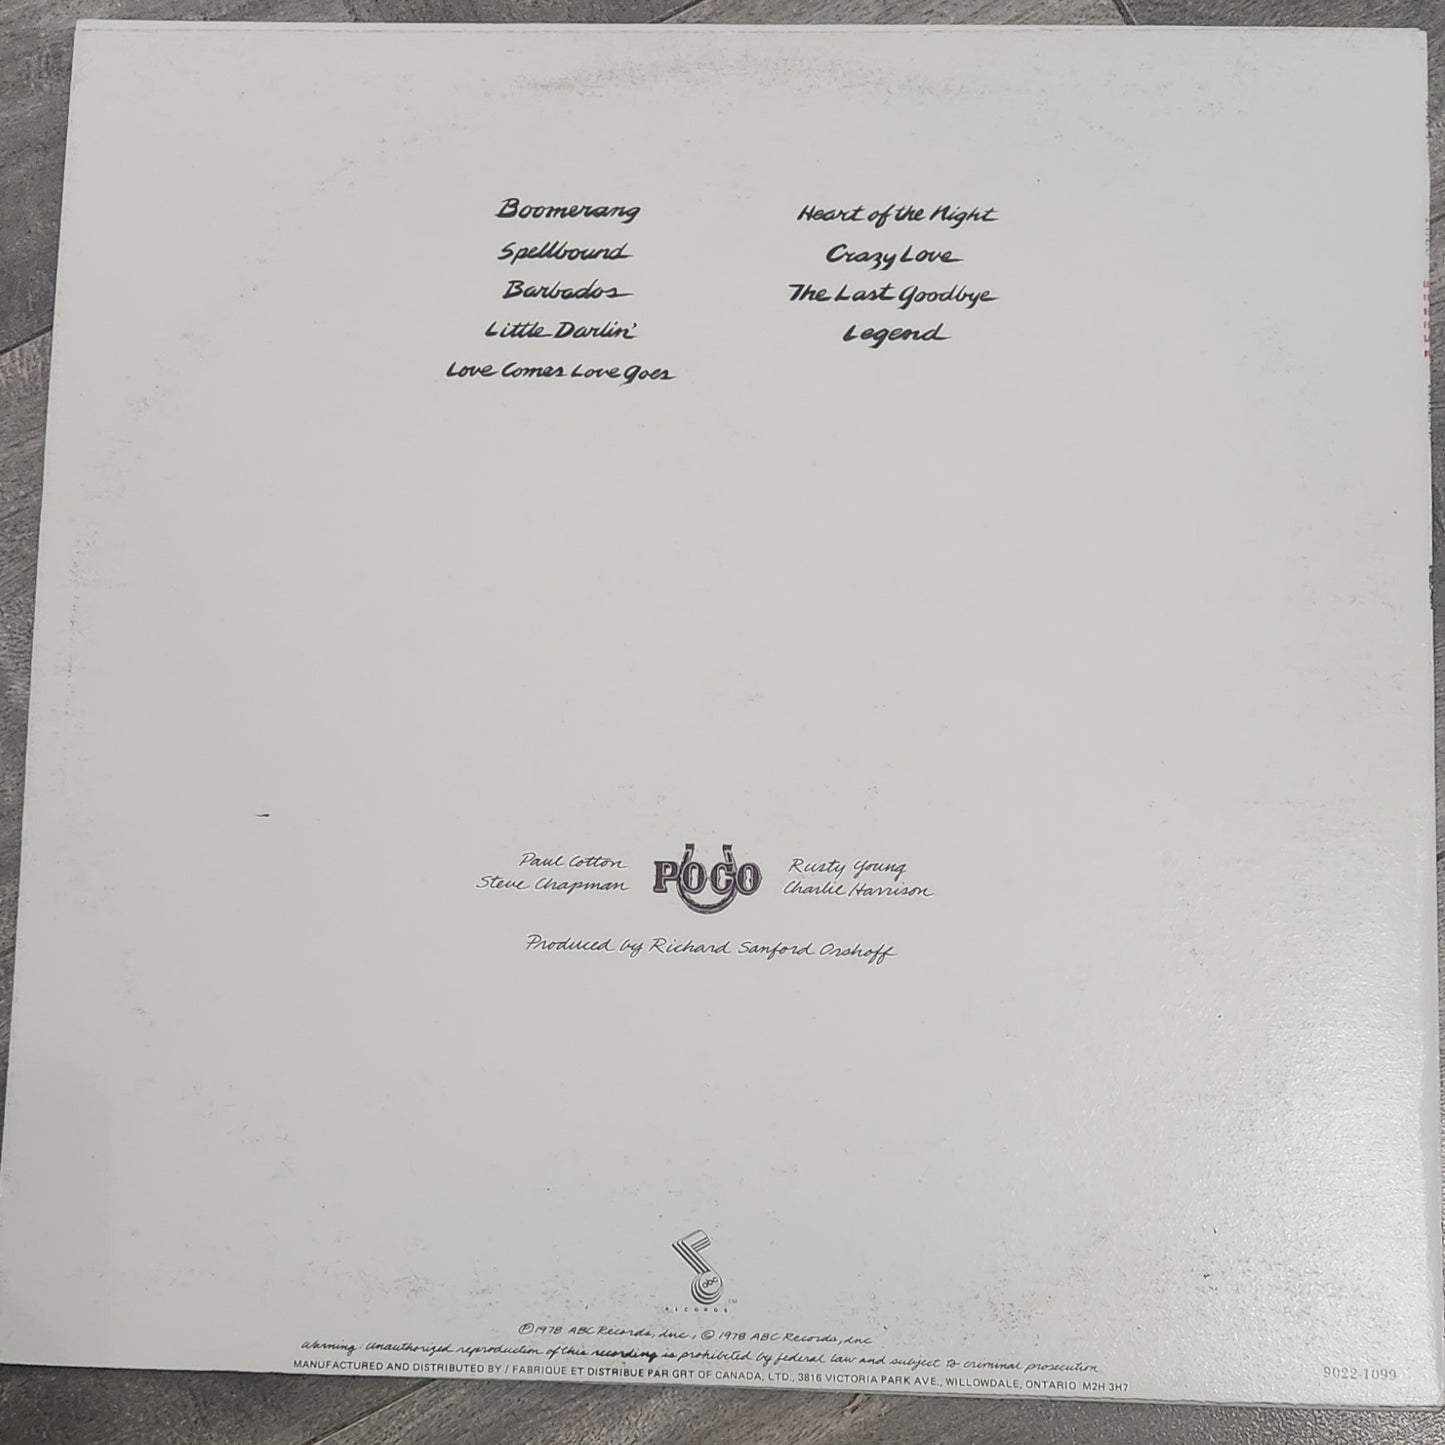 Boomerang
Spellbound
Barbados
Little Darlin'
Love Comes Love Goes
Heart of the Night
Crazy Love
The Last Goodbye
Legend
Paul Cotton
Steve Chapman
POCO
Rusty Young
Charlie Harrison
Produced by Richard Sanford Orshoff
abc
RECORDS TM
Ⓟ1978 ABC Records, Inc., © 1978 ABC Records, Inc
Warning: Unauthorized reproduction of this recording is prohibited by federal law and subject to criminal prosecution
MANUFACTURED AND DISTRIBUTED BY / FABRIQUE ET DISTRIBUE PAR GRT OF CANADA, LTD., 3816 VICTORIA PARK AVE., WILLOWDALE, ONTARIO M2H 3H7
9022-1099